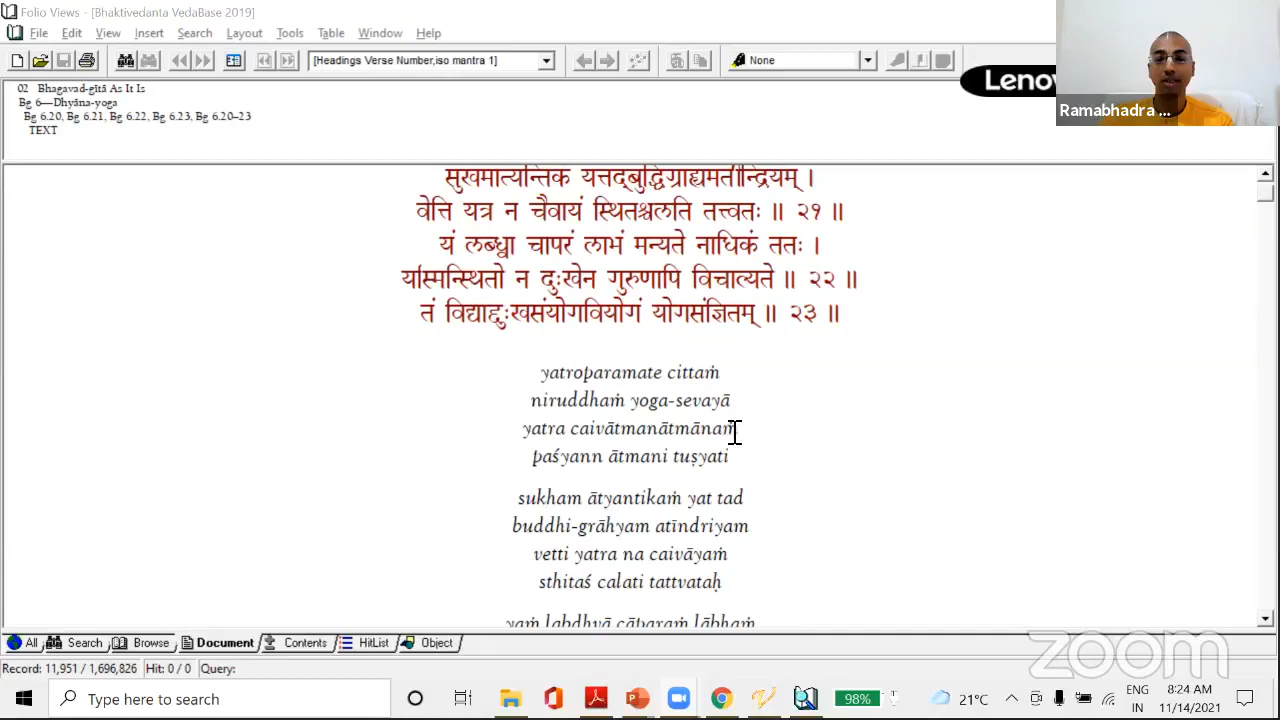 Folio Views - [Bhaktivedanta VedaBase 2019]
File Edit View Insert Search Layout Tools Table Window Help
[Headings Verse Number,iso mantra 1] None
Lenov
Ramabhadra ...
02 Bhagavad-gītā As It Is
Bg 6—Dhyāna-yoga
Bg 6.20, Bg 6.21, Bg 6.22, Bg 6.23, Bg 6.20–23
TEXT
सुखमात्यन्तिकं यत्तद्बुद्धिग्राह्यमतीन्द्रियम् ।
वेत्ति यत्र न चैवायं स्थितश्चलति तत्त्वतः ॥ २१ ॥
यं लब्ध्वा चापरं लाभं मन्यते नाधिकं ततः ।
यस्मिन्स्थितो न दुःखेन गुरुणापि विचाल्यते ॥ २२ ॥
तं विद्याद्दुःखसंयोगवियोगं योगसंज्ञितम् ॥ २३ ॥
yatroparamate cittaṁ
niruddhaṁ yoga-sevayā
yatra caivātmanātmānaṁ
paśyann ātmani tuṣyati
sukham ātyantikaṁ yat tad
buddhi-grāhyam atīndriyam
vetti yatra na caivāyaṁ
sthitaś calati tattvataḥ
yaṁ labdhvā cāparaṁ lābhaṁ
All Search Browse Document Contents HitList Object
zoom
Record: 11,951 / 1,696,826 Hit: 0 / 0 Query:
Type here to search
98% 21°C ENG 8:24 AM
IN 11/14/2021